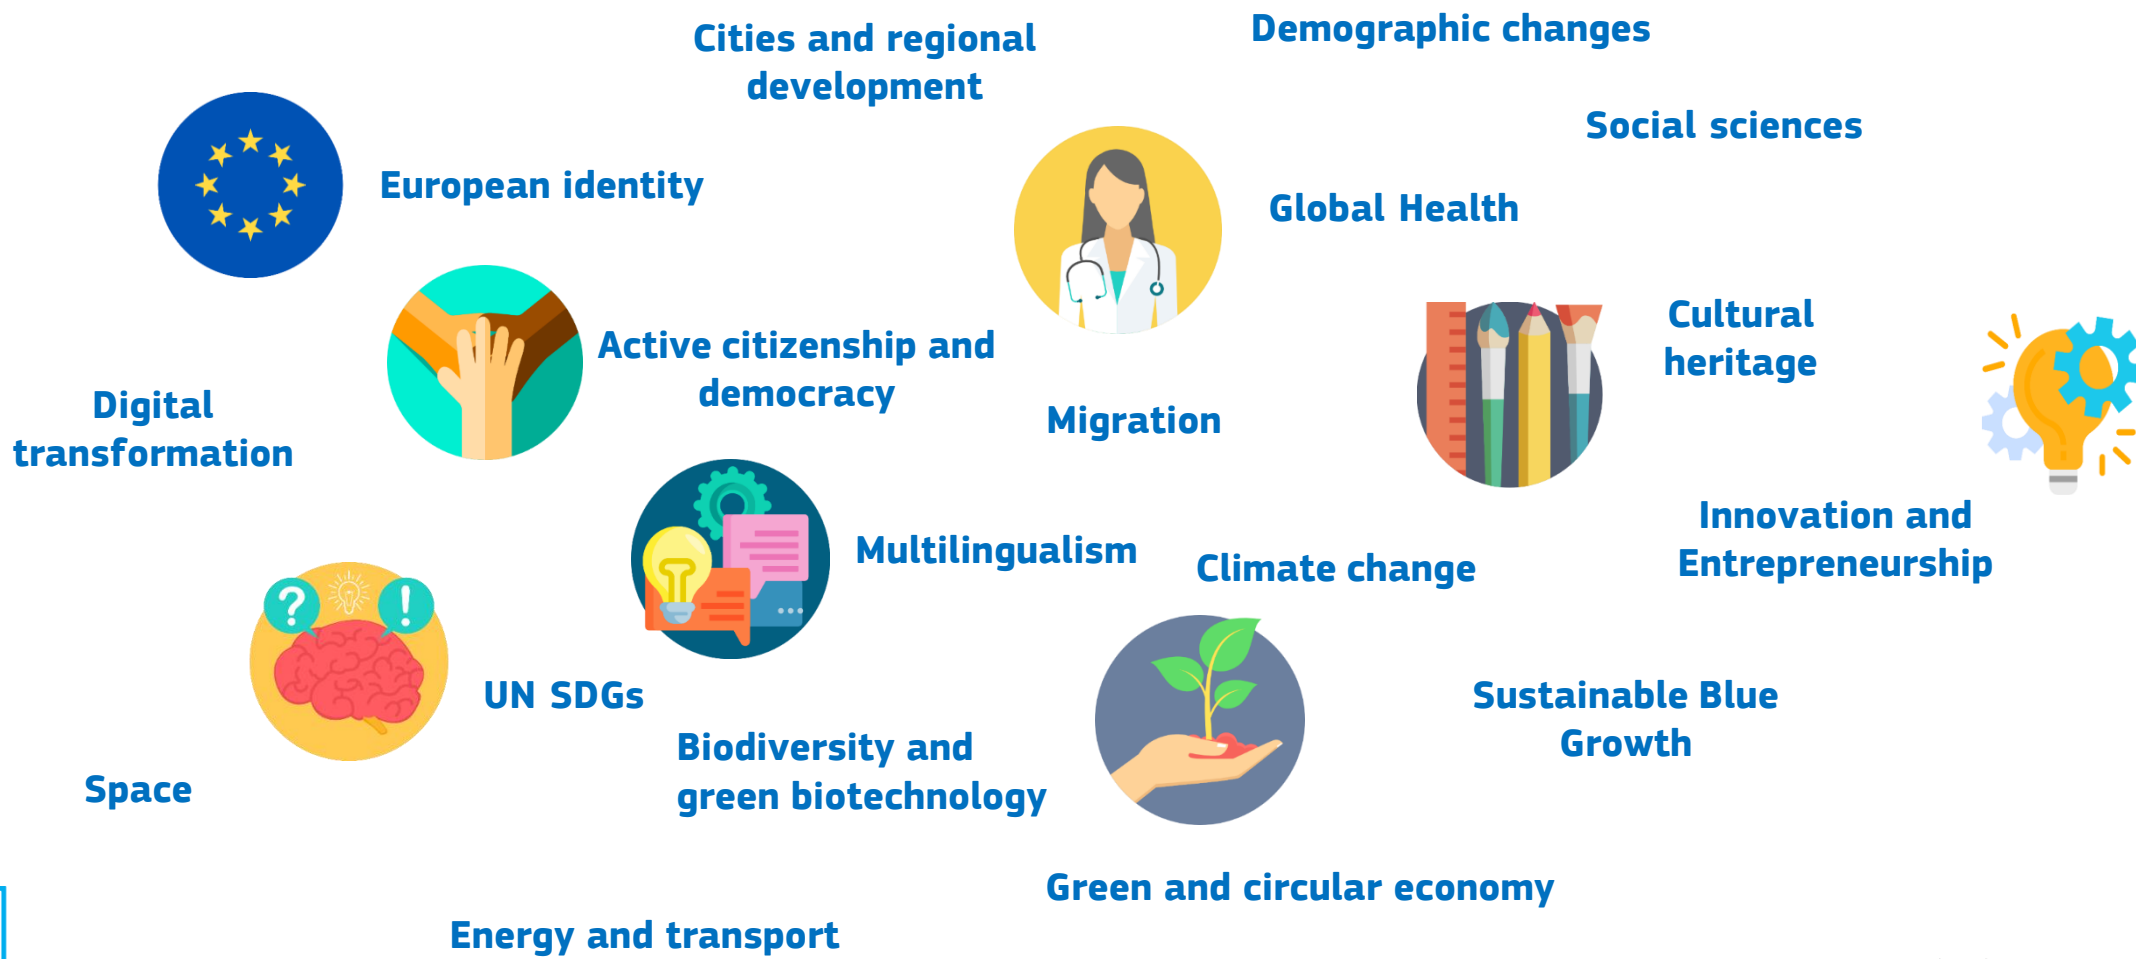 Cities and regional
development
Demographic changes
Social sciences
European identity
Global Health
Active citizenship and
democracy
Cultural
heritage
Digital
transformation
Migration
Multilingualism
Climate change
Innovation and
Entrepreneurship
?
!
UN SDGs
Sustainable Blue
Growth
Biodiversity and
green biotechnology
Space
Green and circular economy
Energy and transport